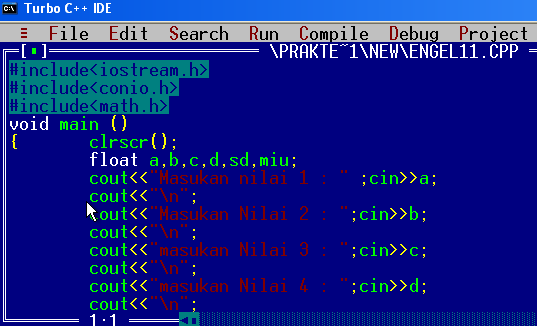 Turbo C++ IDE
≡ File Edit Search Run Compile Debug Project
[■] \PRAKTE~1\NEW\ENGEL11.CPP
#include<iostream.h>
#include<conio.h>
#include<math.h>
void main ()
{ clrscr();
float a,b,c,d,sd,miu;
cout<<"Masukan nilai 1 : " ;cin>>a;
cout<<"\n";
cout<<"Masukan Nilai 2 : ";cin>>b;
cout<<"\n";
cout<<"masukan Nilai 3 : ";cin>>c;
cout<<"\n";
cout<<"masukan Nilai 4 : ";cin>>d;
cout<<"\n";
1:1